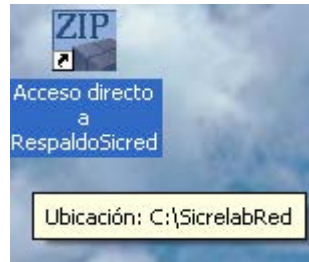 ZIP
Acceso directo
a
RespaldoSicred
Ubicación: C:\SicrelabRed